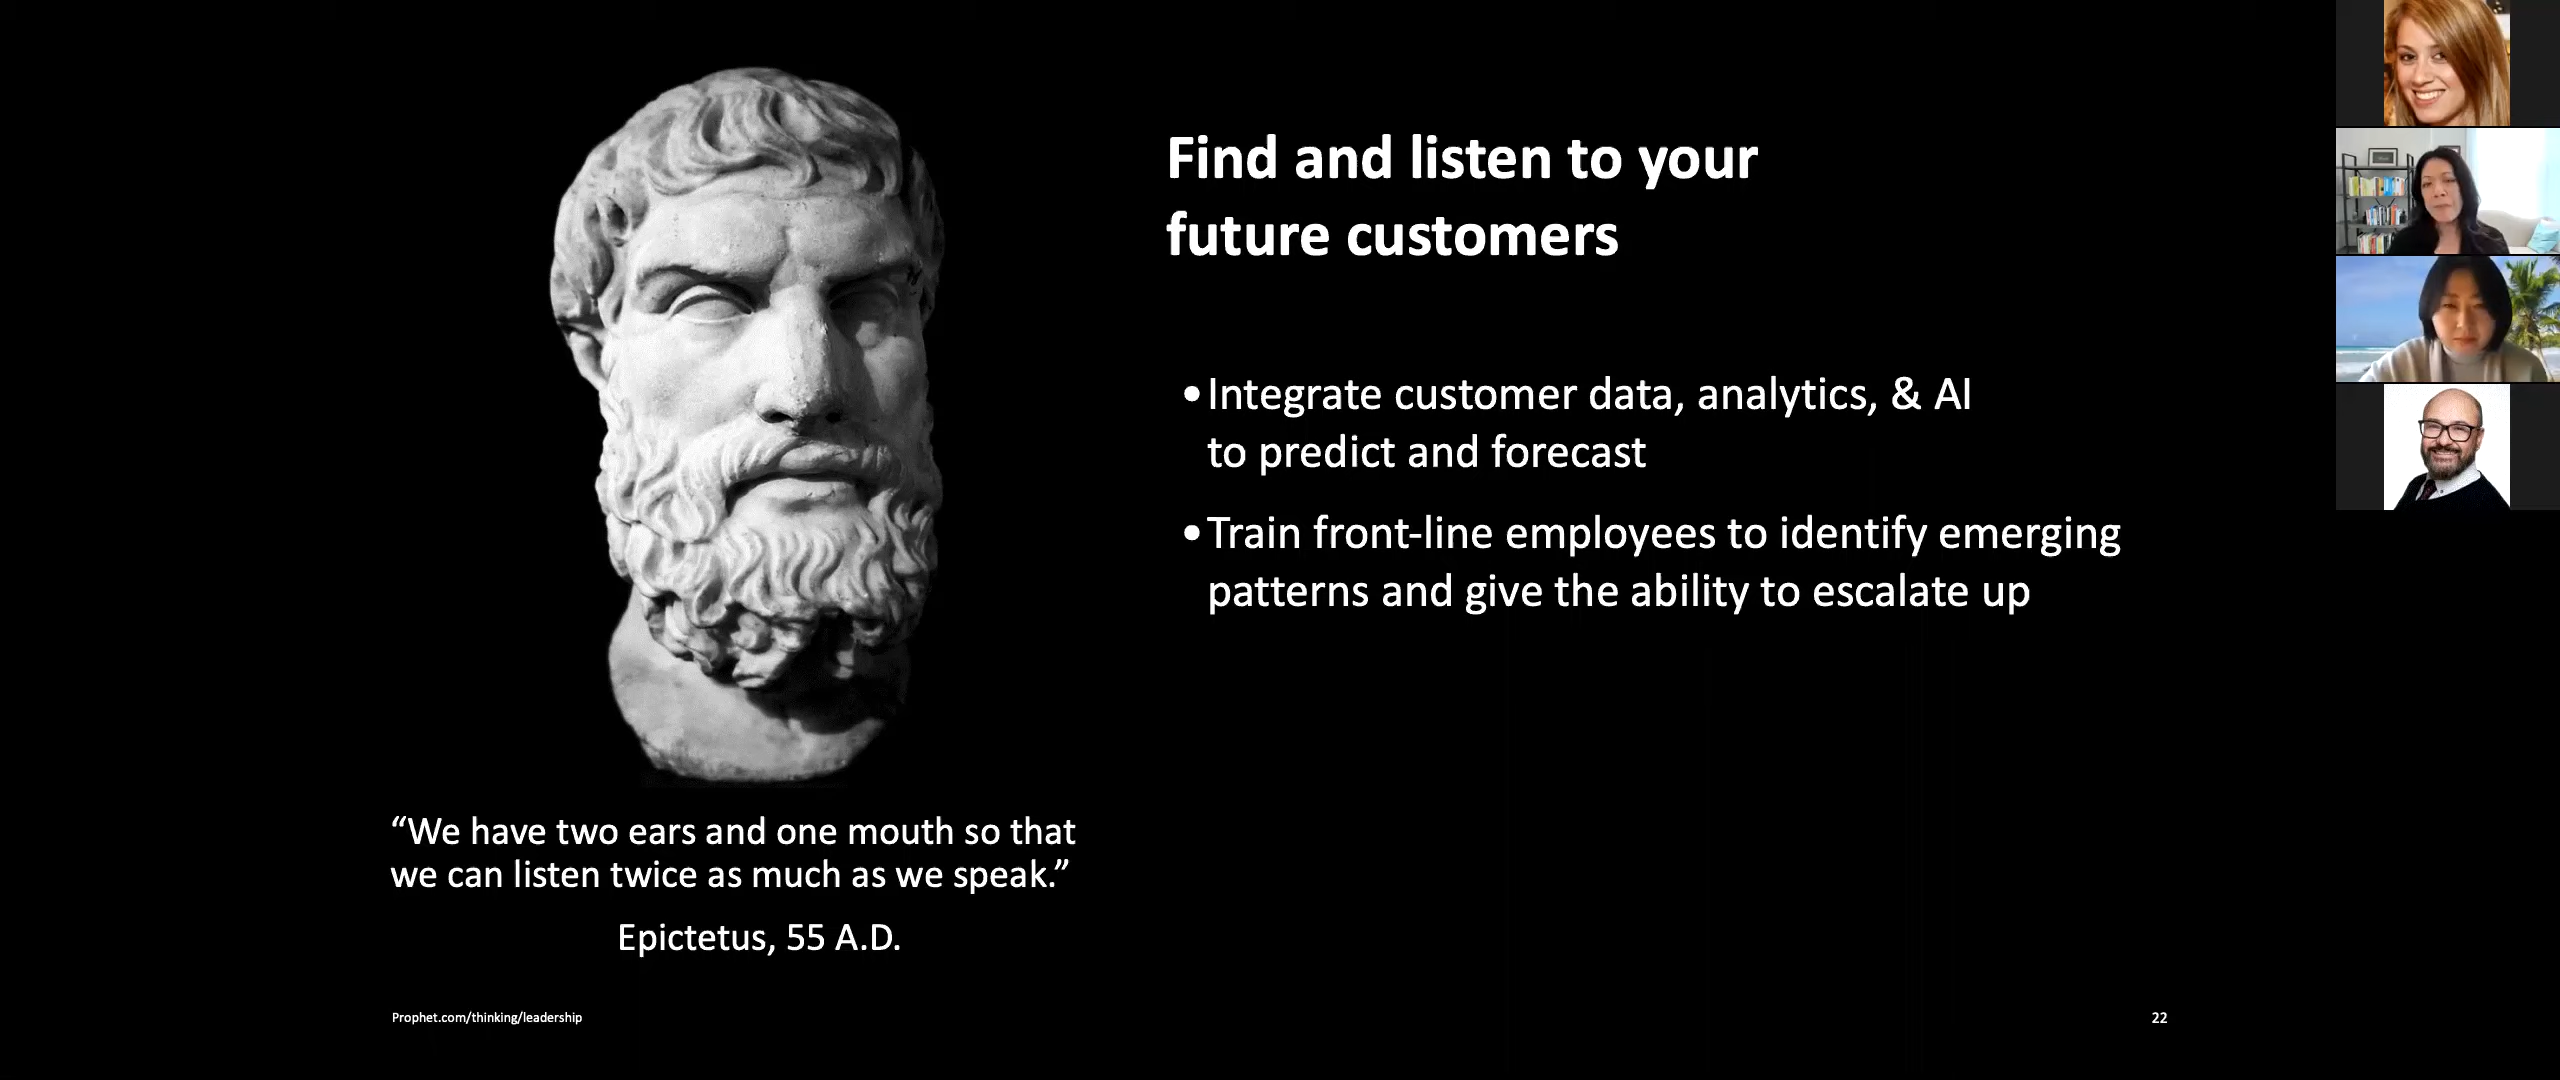 Find and listen to your
future customers
•Integrate customer data, analytics, & AI
to predict and forecast
•Train front-line employees to identify emerging
patterns and give the ability to escalate up
“We have two ears and one mouth so that
we can listen twice as much as we speak.”
Epictetus, 55 A.D.
Prophet.com/thinking/leadership
22